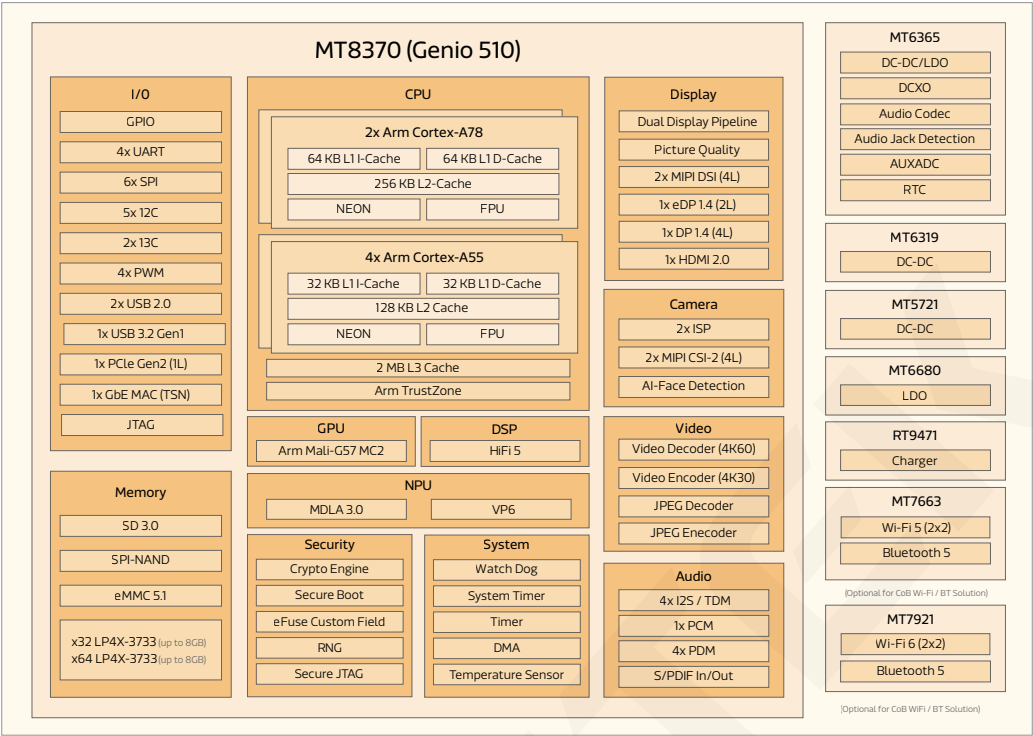 MT8370 (Genio 510)
I/O
GPIO
4x UART
6x SPI
5x 12C
2x 13C
4x PWM
2x USB 2.0
1x USB 3.2 Gen1
1x PCIe Gen2 (1L)
1x GbE MAC (TSN)
JTAG
Memory
SD 3.0
SPI-NAND
eMMC 5.1
x32 LP4X-3733 (up to 8GB)
x64 LP4X-3733 (up to 8GB)
CPU
2x Arm Cortex-A78
64 KB L1 I-Cache 64 KB L1 D-Cache
256 KB L2-Cache
NEON FPU
4x Arm Cortex-A55
32 KB L1 I-Cache 32 KB L1 D-Cache
128 KB L2 Cache
NEON FPU
2 MB L3 Cache
Arm TrustZone
GPU
Arm Mali-G57 MC2
DSP
HiFi 5
NPU
MDLA 3.0 VP6
Security
Crypto Engine
Secure Boot
eFuse Custom Field
RNG
Secure JTAG
System
Watch Dog
System Timer
Timer
DMA
Temperature Sensor
Display
Dual Display Pipeline
Picture Quality
2x MIPI DSI (4L)
1x eDP 1.4 (2L)
1x DP 1.4 (4L)
1x HDMI 2.0
Camera
2x ISP
2x MIPI CSI-2 (4L)
AI-Face Detection
Video
Video Decoder (4K60)
Video Encoder (4K30)
JPEG Decoder
JPEG Enecoder
Audio
4x I2S / TDM
1x PCM
4x PDM
S/PDIF In/Out
MT6365
DC-DC/LDO
DCXO
Audio Codec
Audio Jack Detection
AUXADC
RTC
MT6319
DC-DC
MT5721
DC-DC
MT6680
LDO
RT9471
Charger
MT7663
Wi-Fi 5 (2x2)
Bluetooth 5
(Optional for CoB Wi-Fi / BT Solution)
MT7921
Wi-Fi 6 (2x2)
Bluetooth 5
(Optional for CoB WiFi / BT Solution)